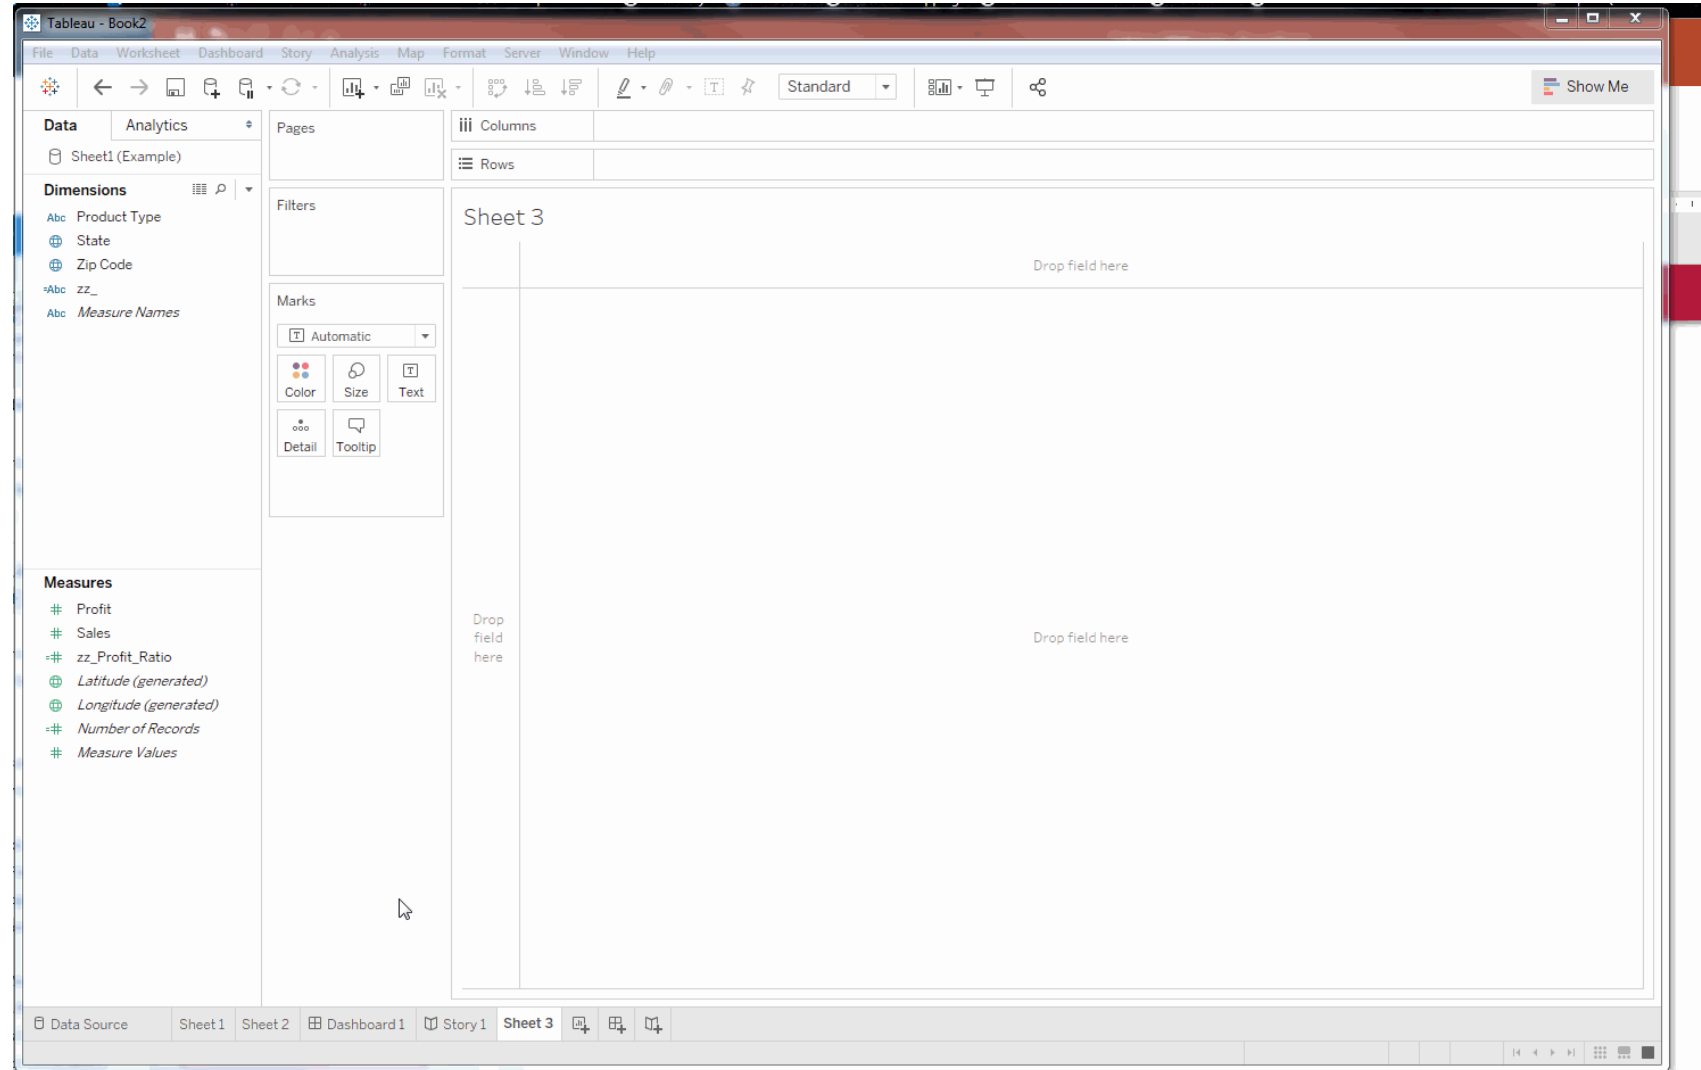 Tableau - Book2
File Data Worksheet Dashboard Story Analysis Map Format Server Window Help
Standard
Show Me
Data Analytics
Sheet1 (Example)
Dimensions
Abc Product Type
State
Zip Code
=Abc zz_
Abc Measure Names
Measures
# Profit
# Sales
=# zz_Profit_Ratio
Latitude (generated)
Longitude (generated)
=# Number of Records
# Measure Values
Pages
Filters
Marks
T Automatic
Color Size Text
Detail Tooltip
iii Columns
Rows
Sheet 3
Drop field here
Drop
field
here
Drop field here
Data Source Sheet 1 Sheet 2 Dashboard 1 Story 1 Sheet 3